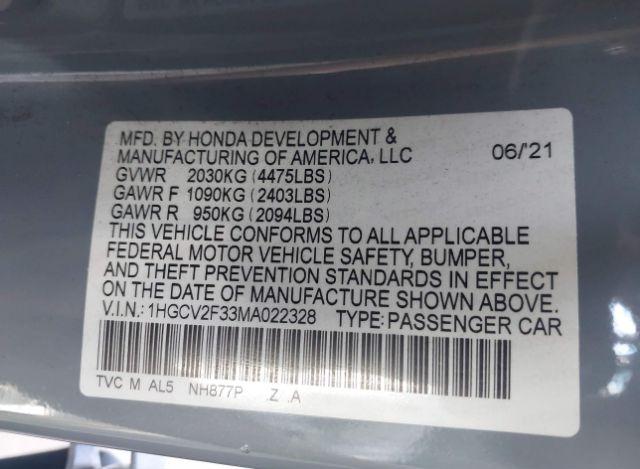 MFD. BY HONDA DEVELOPMENT &
MANUFACTURING OF AMERICA, LLC 06/'21
GVWR 2030KG (4475LBS)
GAWR F 1090KG (2403LBS)
GAWR R 950KG (2094LBS)
THIS VEHICLE CONFORMS TO ALL APPLICABLE
FEDERAL MOTOR VEHICLE SAFETY, BUMPER,
AND THEFT PREVENTION STANDARDS IN EFFECT
ON THE DATE OF MANUFACTURE SHOWN ABOVE.
V.I.N.: 1HGCV2F33MA022328 TYPE: PASSENGER CAR
TVC M AL5 NH877P Z A